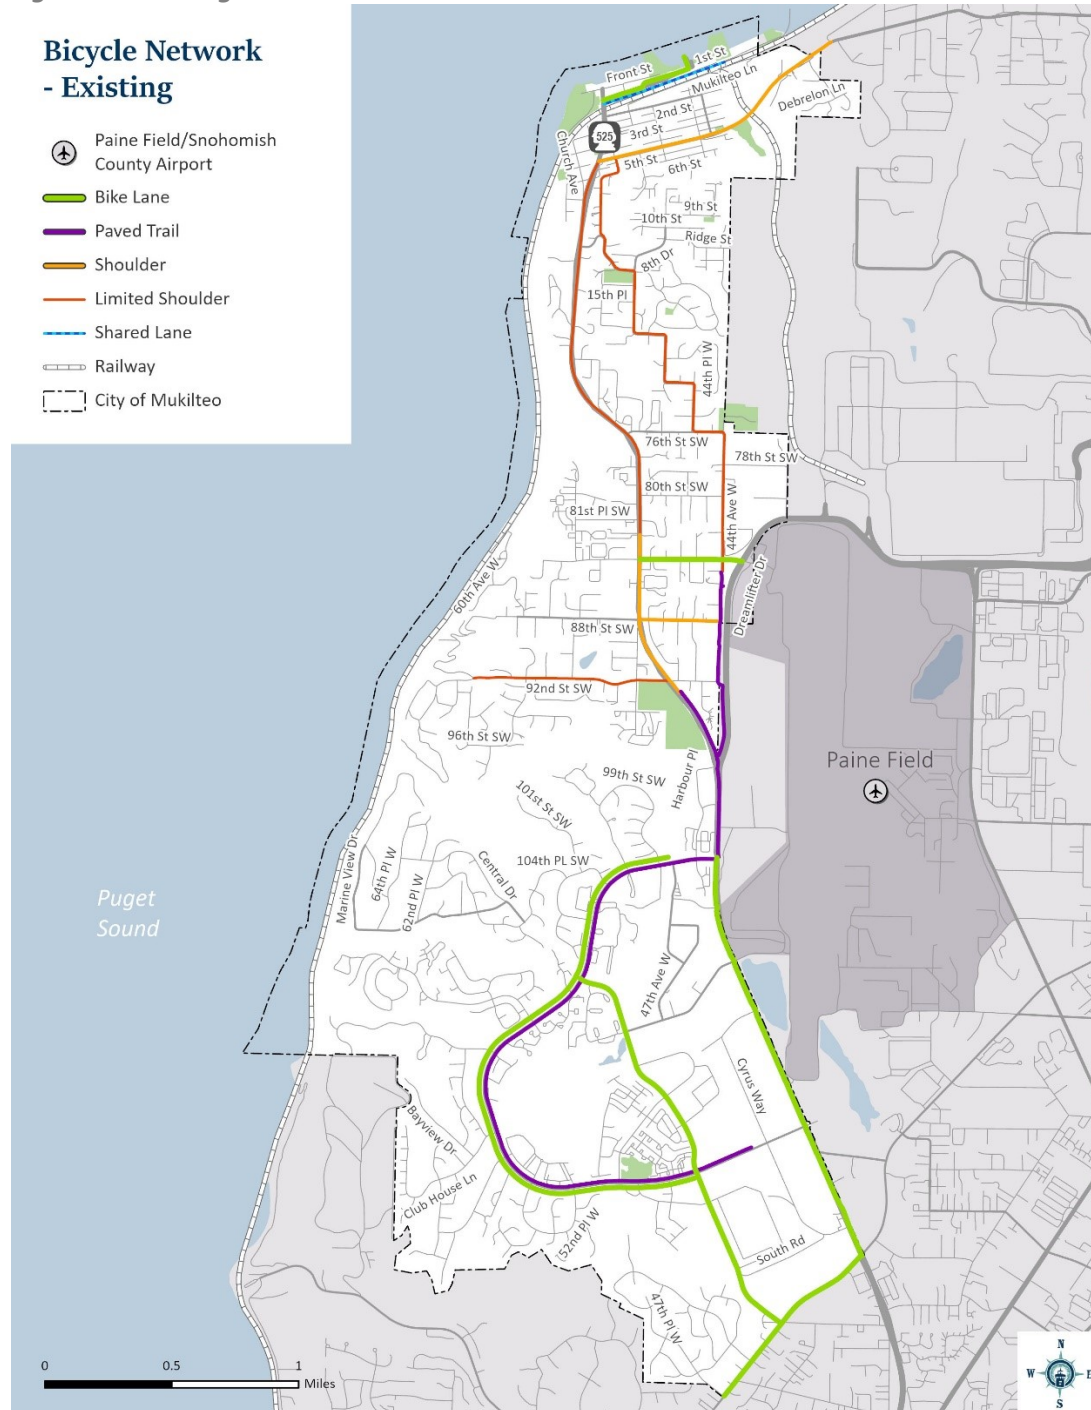 Bicycle Network
- Existing
Paine Field/Snohomish
County Airport
Bike Lane
Paved Trail
Shoulder
Limited Shoulder
Shared Lane
Railway
City of Mukilteo
Front St
1st St
Mukilteo Ln
Debrelon Ln
2nd St
525
3rd St
Church Ave
5th St
6th St
9th St
10th St
Ridge St
8th Dr
15th Pl
44th Pl W
76th St SW
78th St SW
80th St SW
81st Pl SW
44th Ave W
60th Ave W
Dreamlifter Dr
88th St SW
92nd St SW
96th St SW
Harbour Pl
99th St SW
Paine Field
101st St SW
104th PL SW
Central Dr
Marine View Dr
64th Pl W
62nd Pl W
Puget
Sound
47th Ave W
Cyrus Way
Bayview Dr
Club House Ln
52nd Pl W
South Rd
47th Pl W
0 0.5 1
Miles
N
W E
S